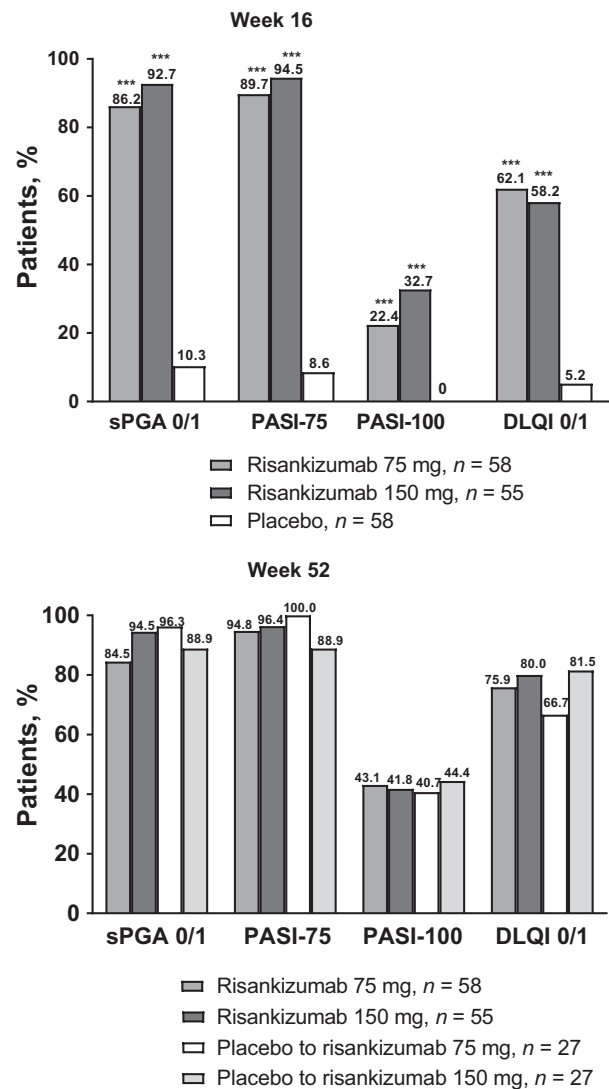 Week 16
Patients, %
100
80
60
40
20
0
*** *** *** *** *** *** *** ***
86.2 92.7 10.3 89.7 94.5 8.6 22.4 32.7 0 62.1 58.2 5.2
sPGA 0/1 PASI-75 PASI-100 DLQI 0/1
Risankizumab 75 mg, n = 58
Risankizumab 150 mg, n = 55
Placebo, n = 58
Week 52
Patients, %
100
80
60
40
20
0
84.5 94.5 96.3 88.9 94.8 96.4 100.0 88.9 43.1 41.8 40.7 44.4 75.9 80.0 66.7 81.5
sPGA 0/1 PASI-75 PASI-100 DLQI 0/1
Risankizumab 75 mg, n = 58
Risankizumab 150 mg, n = 55
Placebo to risankizumab 75 mg, n = 27
Placebo to risankizumab 150 mg, n = 27